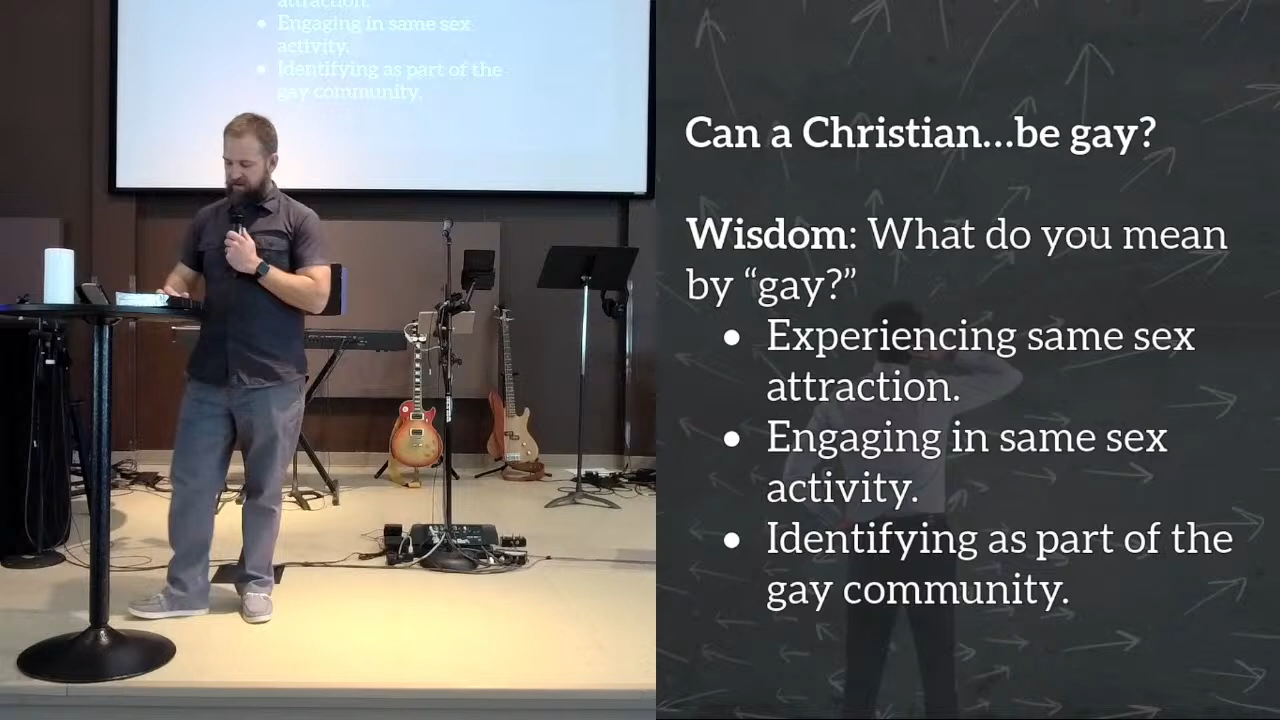 attraction.
Engaging in same sex
activity.
Identifying as part of the
gay community.
Can a Christian...be gay?
Wisdom: What do you mean
by “gay?”
• Experiencing same sex
attraction.
• Engaging in same sex
activity.
• Identifying as part of the
gay community.